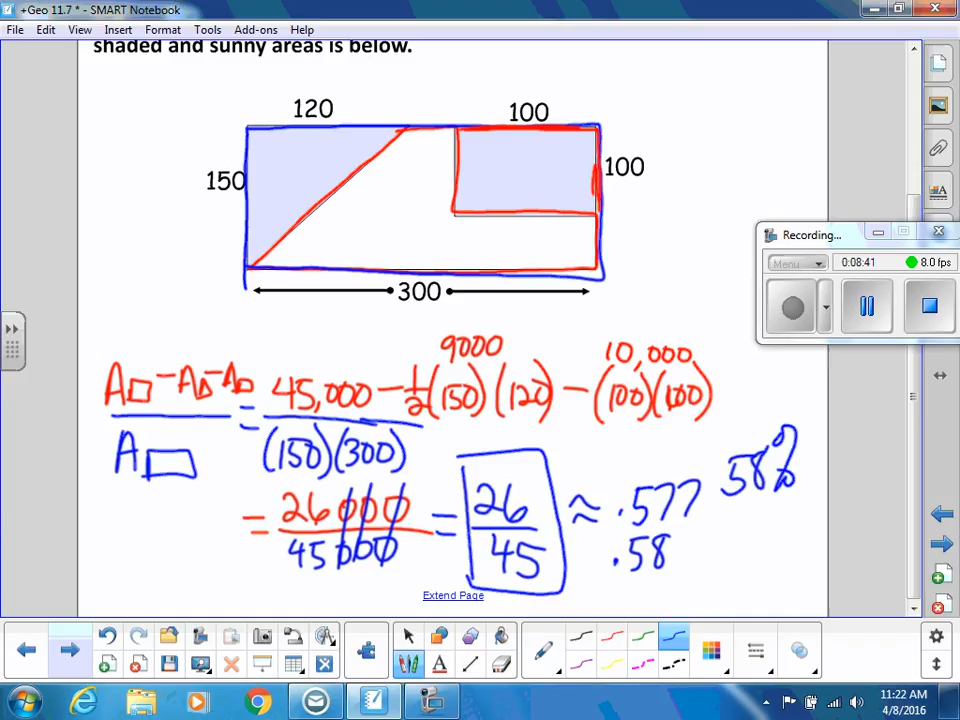 +Geo 11.7 * - SMART Notebook
File Edit View Insert Format Tools Add-ons Help
shaded and sunny areas is below.
120
100
150
100
300
Recording...
Menu
0:08:41
8.0 fps
9000
10,000
A▱ - A△ - A□ = 45,000 - 1/2 (150)(120) - (100)(100)
A▭ (150)(300)
= 26000/45000 = 26/45 ≈ .577
.58
58%
Extend Page
A
11:22 AM
4/8/2016